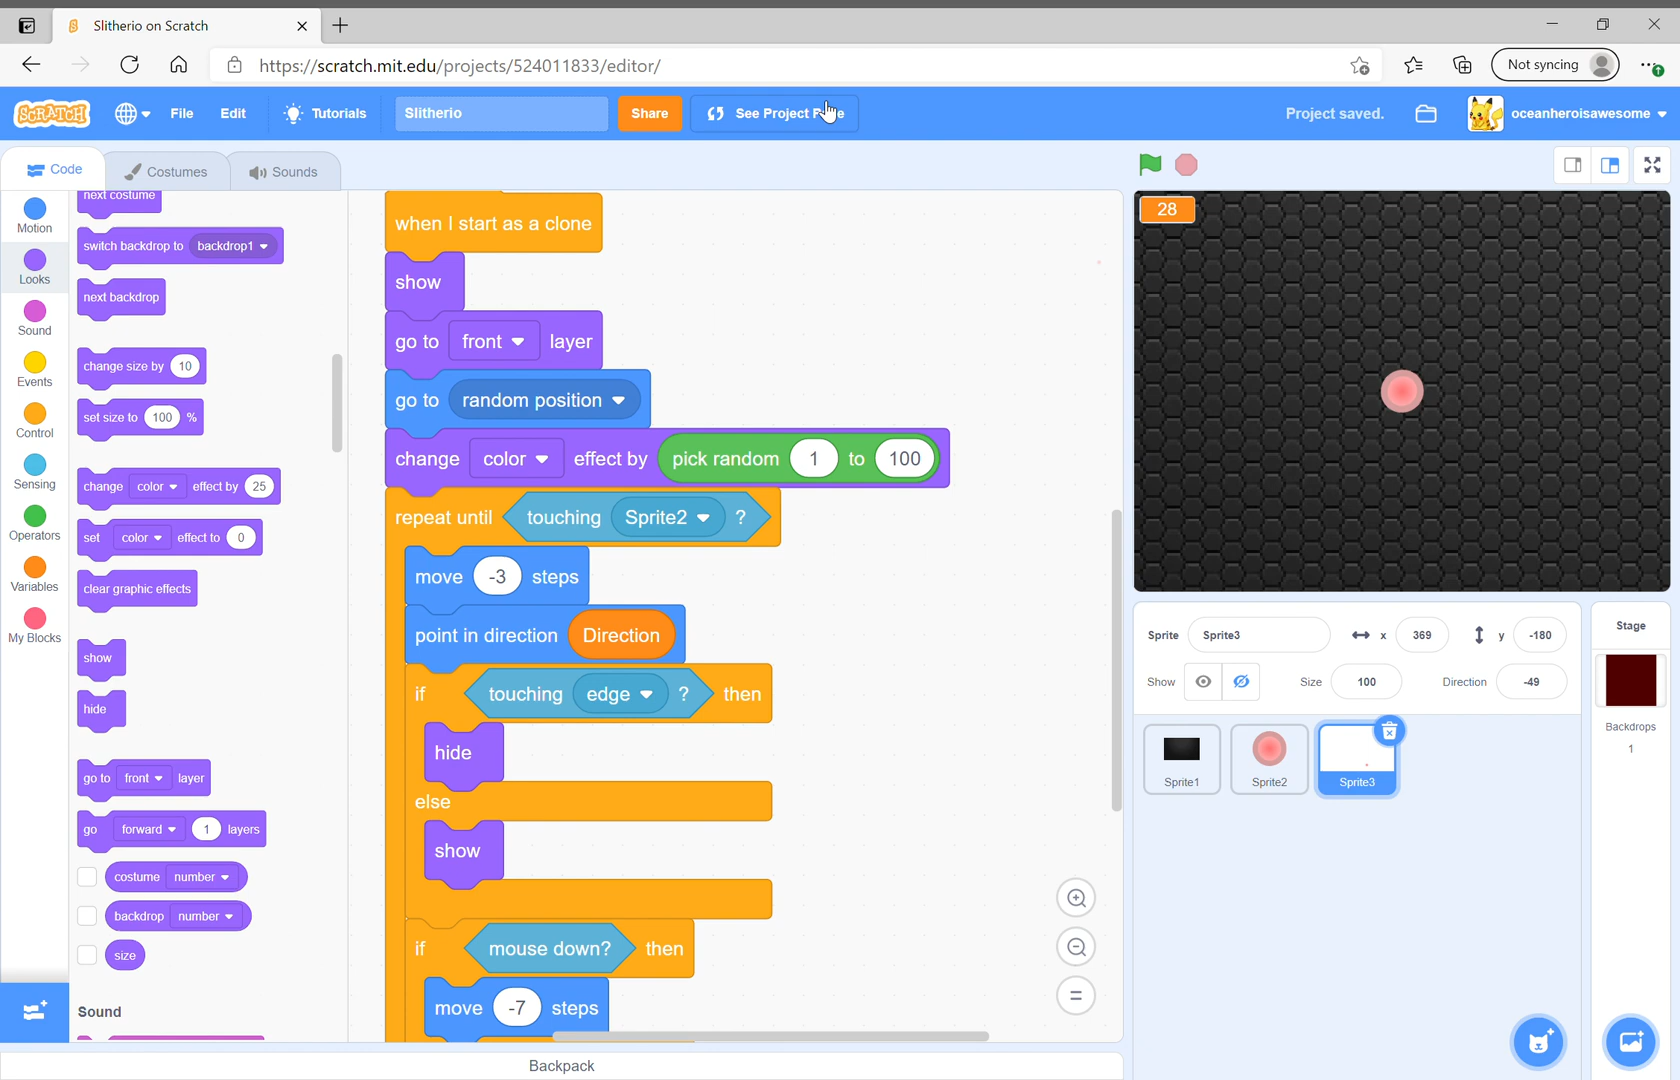 Slitherio on Scratch
https://scratch.mit.edu/projects/524011833/editor/
Not syncing
SCRATCH
File
Edit
Tutorials
Slitherio
Share
See Project
Project saved.
oceanheroisawesome
Code
Costumes
Sounds
Motion
Looks
Sound
Events
Control
Sensing
Operators
Variables
My Blocks
next costume
switch backdrop to backdrop1
next backdrop
change size by 10
set size to 100 %
change color effect by 25
set color effect to 0
clear graphic effects
show
hide
go to front layer
go forward 1 layers
costume number
backdrop number
size
Sound
when I start as a clone
show
go to front layer
go to random position
change color effect by pick random 1 to 100
repeat until touching Sprite2 ?
move -3 steps
point in direction Direction
if touching edge ? then
hide
else
show
if mouse down? then
move -7 steps
Backpack
28
Sprite Sprite3 x 369 y -180
Show Size 100 Direction -49
Sprite1
Sprite2
Sprite3
Stage
Backdrops
1